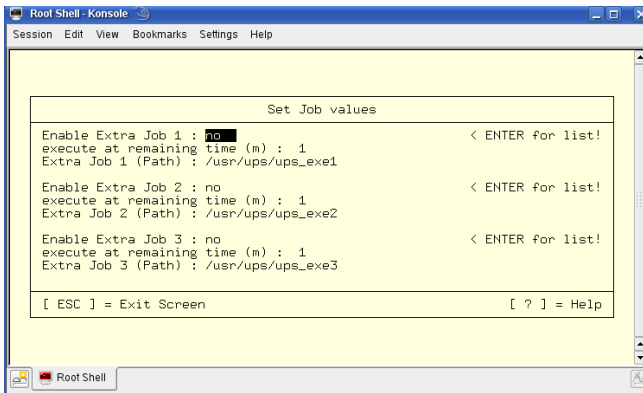 Root Shell - Konsole
Session Edit View Bookmarks Settings Help
Set Job values
Enable Extra Job 1 : no < ENTER for list!
execute at remaining time (m) : 1
Extra Job 1 (Path) : /usr/ups/ups_exe1
Enable Extra Job 2 : no < ENTER for list!
execute at remaining time (m) : 1
Extra Job 2 (Path) : /usr/ups/ups_exe2
Enable Extra Job 3 : no < ENTER for list!
execute at remaining time (m) : 1
Extra Job 3 (Path) : /usr/ups/ups_exe3
[ ESC ] = Exit Screen [ ? ] = Help
Root Shell